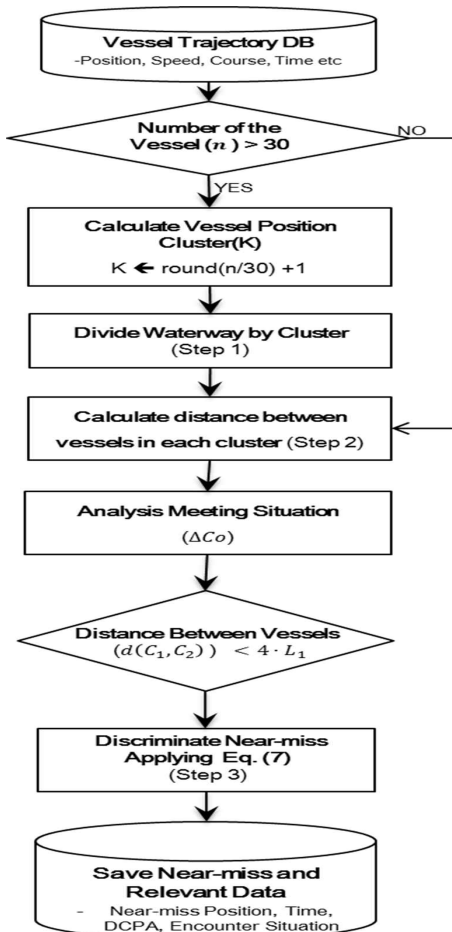 Vessel Trajectory DB
-Position, Speed, Course, Time etc
Number of the
Vessel (n) > 30
NO
YES
Calculate Vessel Position
Cluster(K)
K ← round(n/30) +1
Divide Waterway by Cluster
(Step 1)
Calculate distance between
vessels in each cluster (Step 2)
Analysis Meeting Situation
(ΔCo)
Distance Between Vessels
(d(C₁,C₂)) < 4 · L₁
Discriminate Near-miss
Applying Eq. (7)
(Step 3)
Save Near-miss and
Relevant Data
- Near-miss Position, Time,
DCPA, Encounter Situation